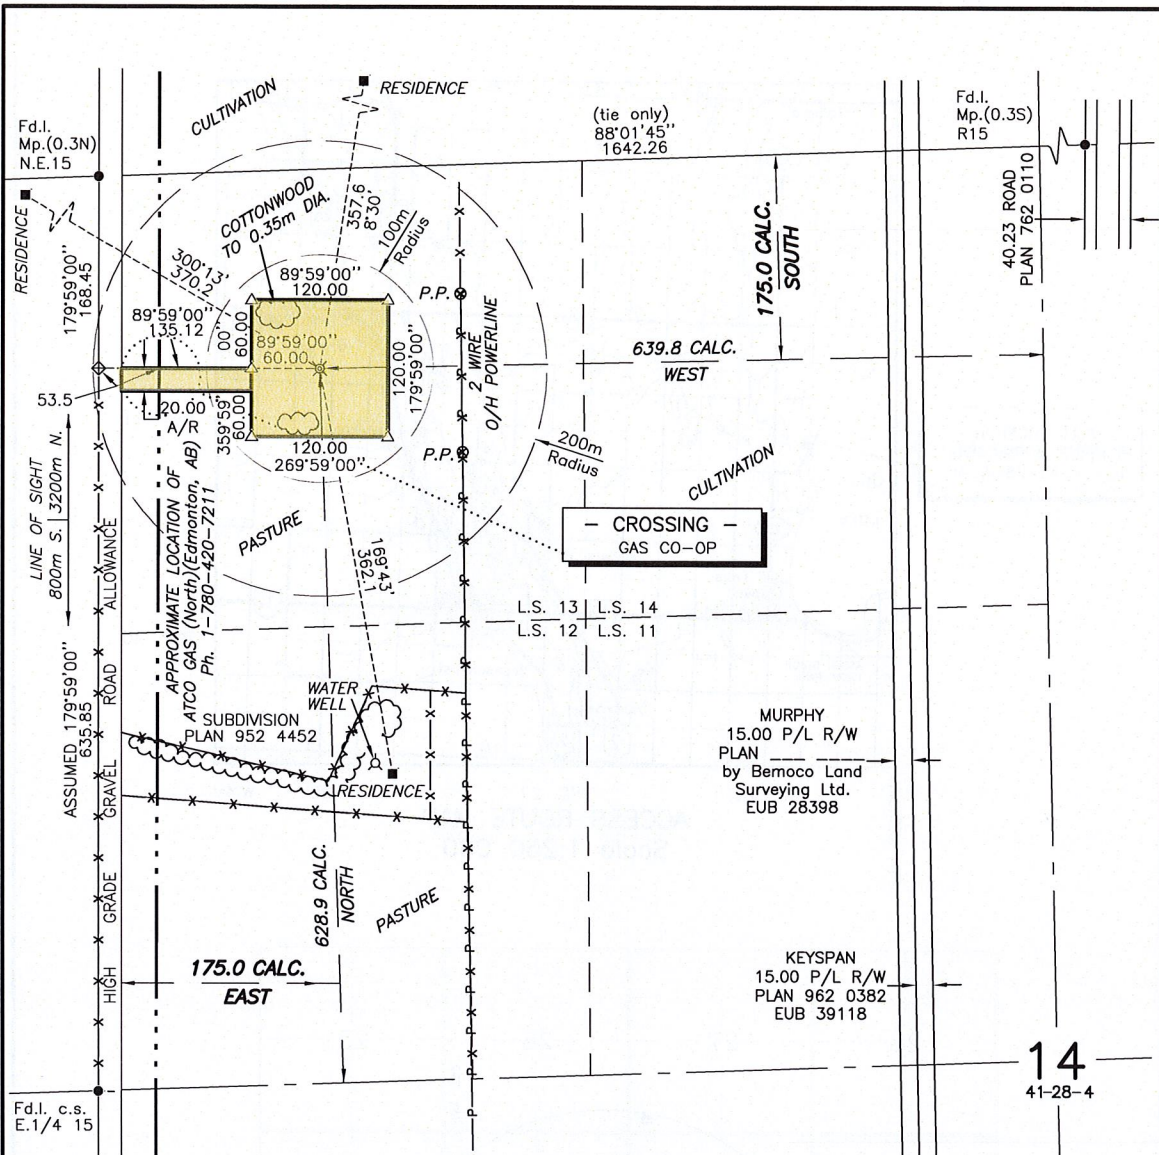 Fd.I.
Mp.(0.3N)
N.E.15
CULTIVATION
RESIDENCE
(tie only)
88°01'45"
1642.26
Fd.I.
Mp.(0.3S)
R15
40.23 ROAD
PLAN 762 0110
RESIDENCE
179°59'00"
168.45
COTTONWOOD
TO 0.35m DIA.
357.6
8°30'
100m
Radius
300°13'
370.2
89°59'00"
120.00
P.P.
2 WIRE
O/H POWERLINE
175.0 CALC.
SOUTH
89°59'00"
135.12
00"
60.00
89°59'00"
60.00
120.00
179°59'00"
639.8 CALC.
WEST
53.5
20.00
A/R
359°59'
60.00
120.00
269°59'00"
P.P.
200m
Radius
CULTIVATION
LINE OF SIGHT
800m S. 3200m N.
APPROXIMATE LOCATION OF
ATCO GAS (North)(Edmonton, AB)
Ph. 1-780-420-7211
PASTURE
169°43'
362.1
- CROSSING -
GAS CO-OP
L.S. 13 L.S. 14
L.S. 12 L.S. 11
ASSUMED 179°59'00"
635.85
HIGH GRADE GRAVEL ROAD ALLOWANCE
WATER
WELL
SUBDIVISION
PLAN 952 4452
RESIDENCE
MURPHY
15.00 P/L R/W
PLAN
by Bemoco Land
Surveying Ltd.
EUB 28398
628.9 CALC.
NORTH
PASTURE
175.0 CALC.
EAST
KEYSPAN
15.00 P/L R/W
PLAN 962 0382
EUB 39118
14
41-28-4
Fd.I. c.s.
E.1/4 15